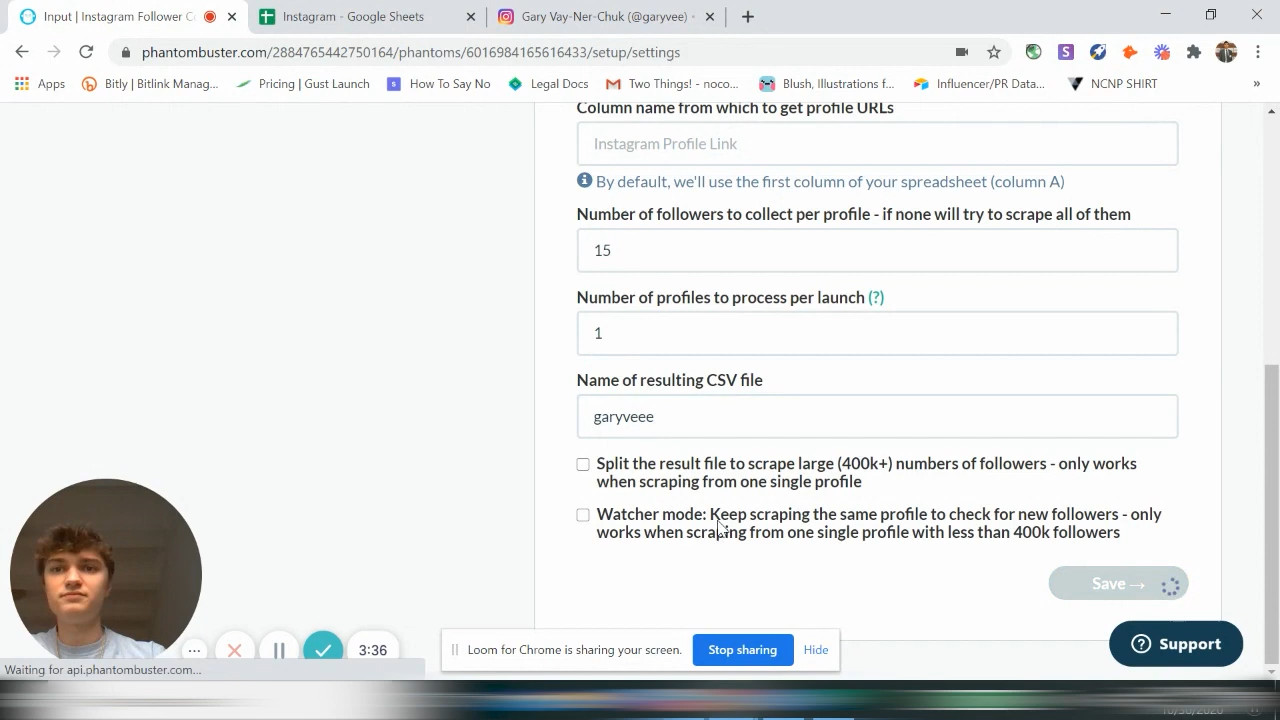 Input | Instagram Follower C
Instagram - Google Sheets
Gary Vay-Ner-Chuk (@garyvee) •
phantombuster.com/2884765442750164/phantoms/6016984165616433/setup/settings
Apps
Bitly | Bitlink Manag...
Pricing | Gust Launch
How To Say No
Legal Docs
Two Things! - noco...
Blush, Illustrations f...
Influencer/PR Data...
NCNP SHIRT
»
Column name from which to get profile URLs
Instagram Profile Link
By default, we'll use the first column of your spreadsheet (column A)
Number of followers to collect per profile - if none will try to scrape all of them
15
Number of profiles to process per launch (?)
1
Name of resulting CSV file
garyveee
Split the result file to scrape large (400k+) numbers of followers - only works
when scraping from one single profile
Watcher mode: Keep scraping the same profile to check for new followers - only
works when scraping from one single profile with less than 400k followers
Save →
Support
3:36
Loom for Chrome is sharing your screen.
Stop sharing
Hide
Waiting for api.phantombuster.com...